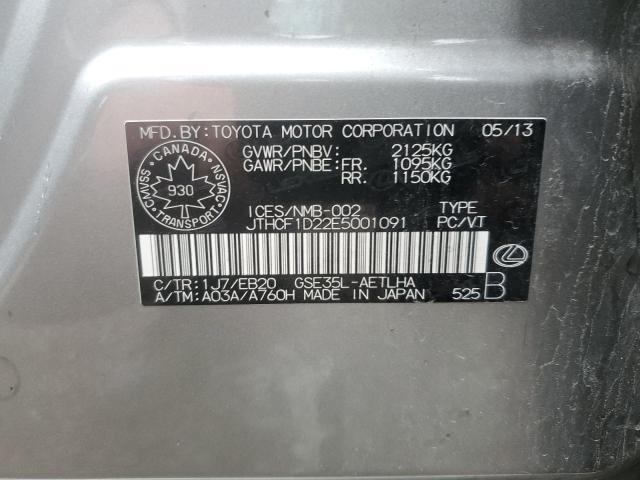 MFD.BY:TOYOTA MOTOR CORPORATION 05/13
GVWR/PNBV: 2125KG
GAWR/PNBE:FR. 1095KG
RR. 1150KG
CMVSS · CANADA · NSVAC · TRANSPORT ·
930
ICES/NMB-002 TYPE
JTHCF1D22E5001091 PC/VT
C/TR:1J7/EB20 GSE35L-AETLHA
A/TM:A03A/A760H MADE IN JAPAN 525 B